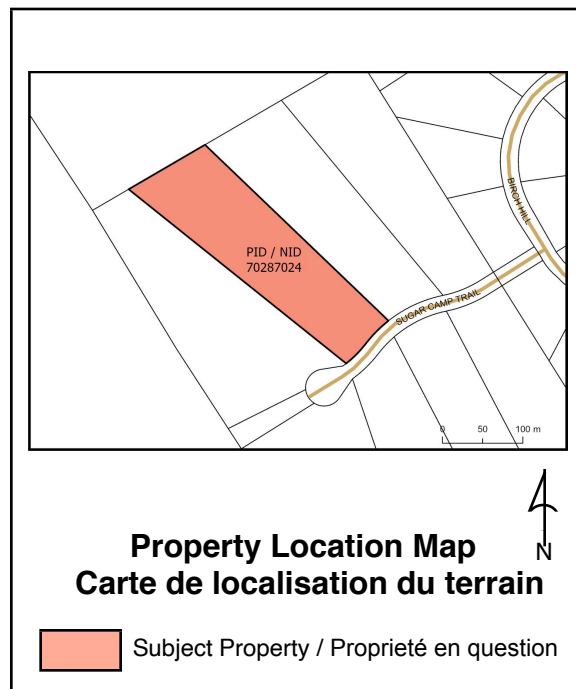 BIRCH HILL
PID / NID
70287024
SUGAR CAMP TRAIL
0 50 100 m
N
Property Location Map
Carte de localisation du terrain
Subject Property / Proprieté en question